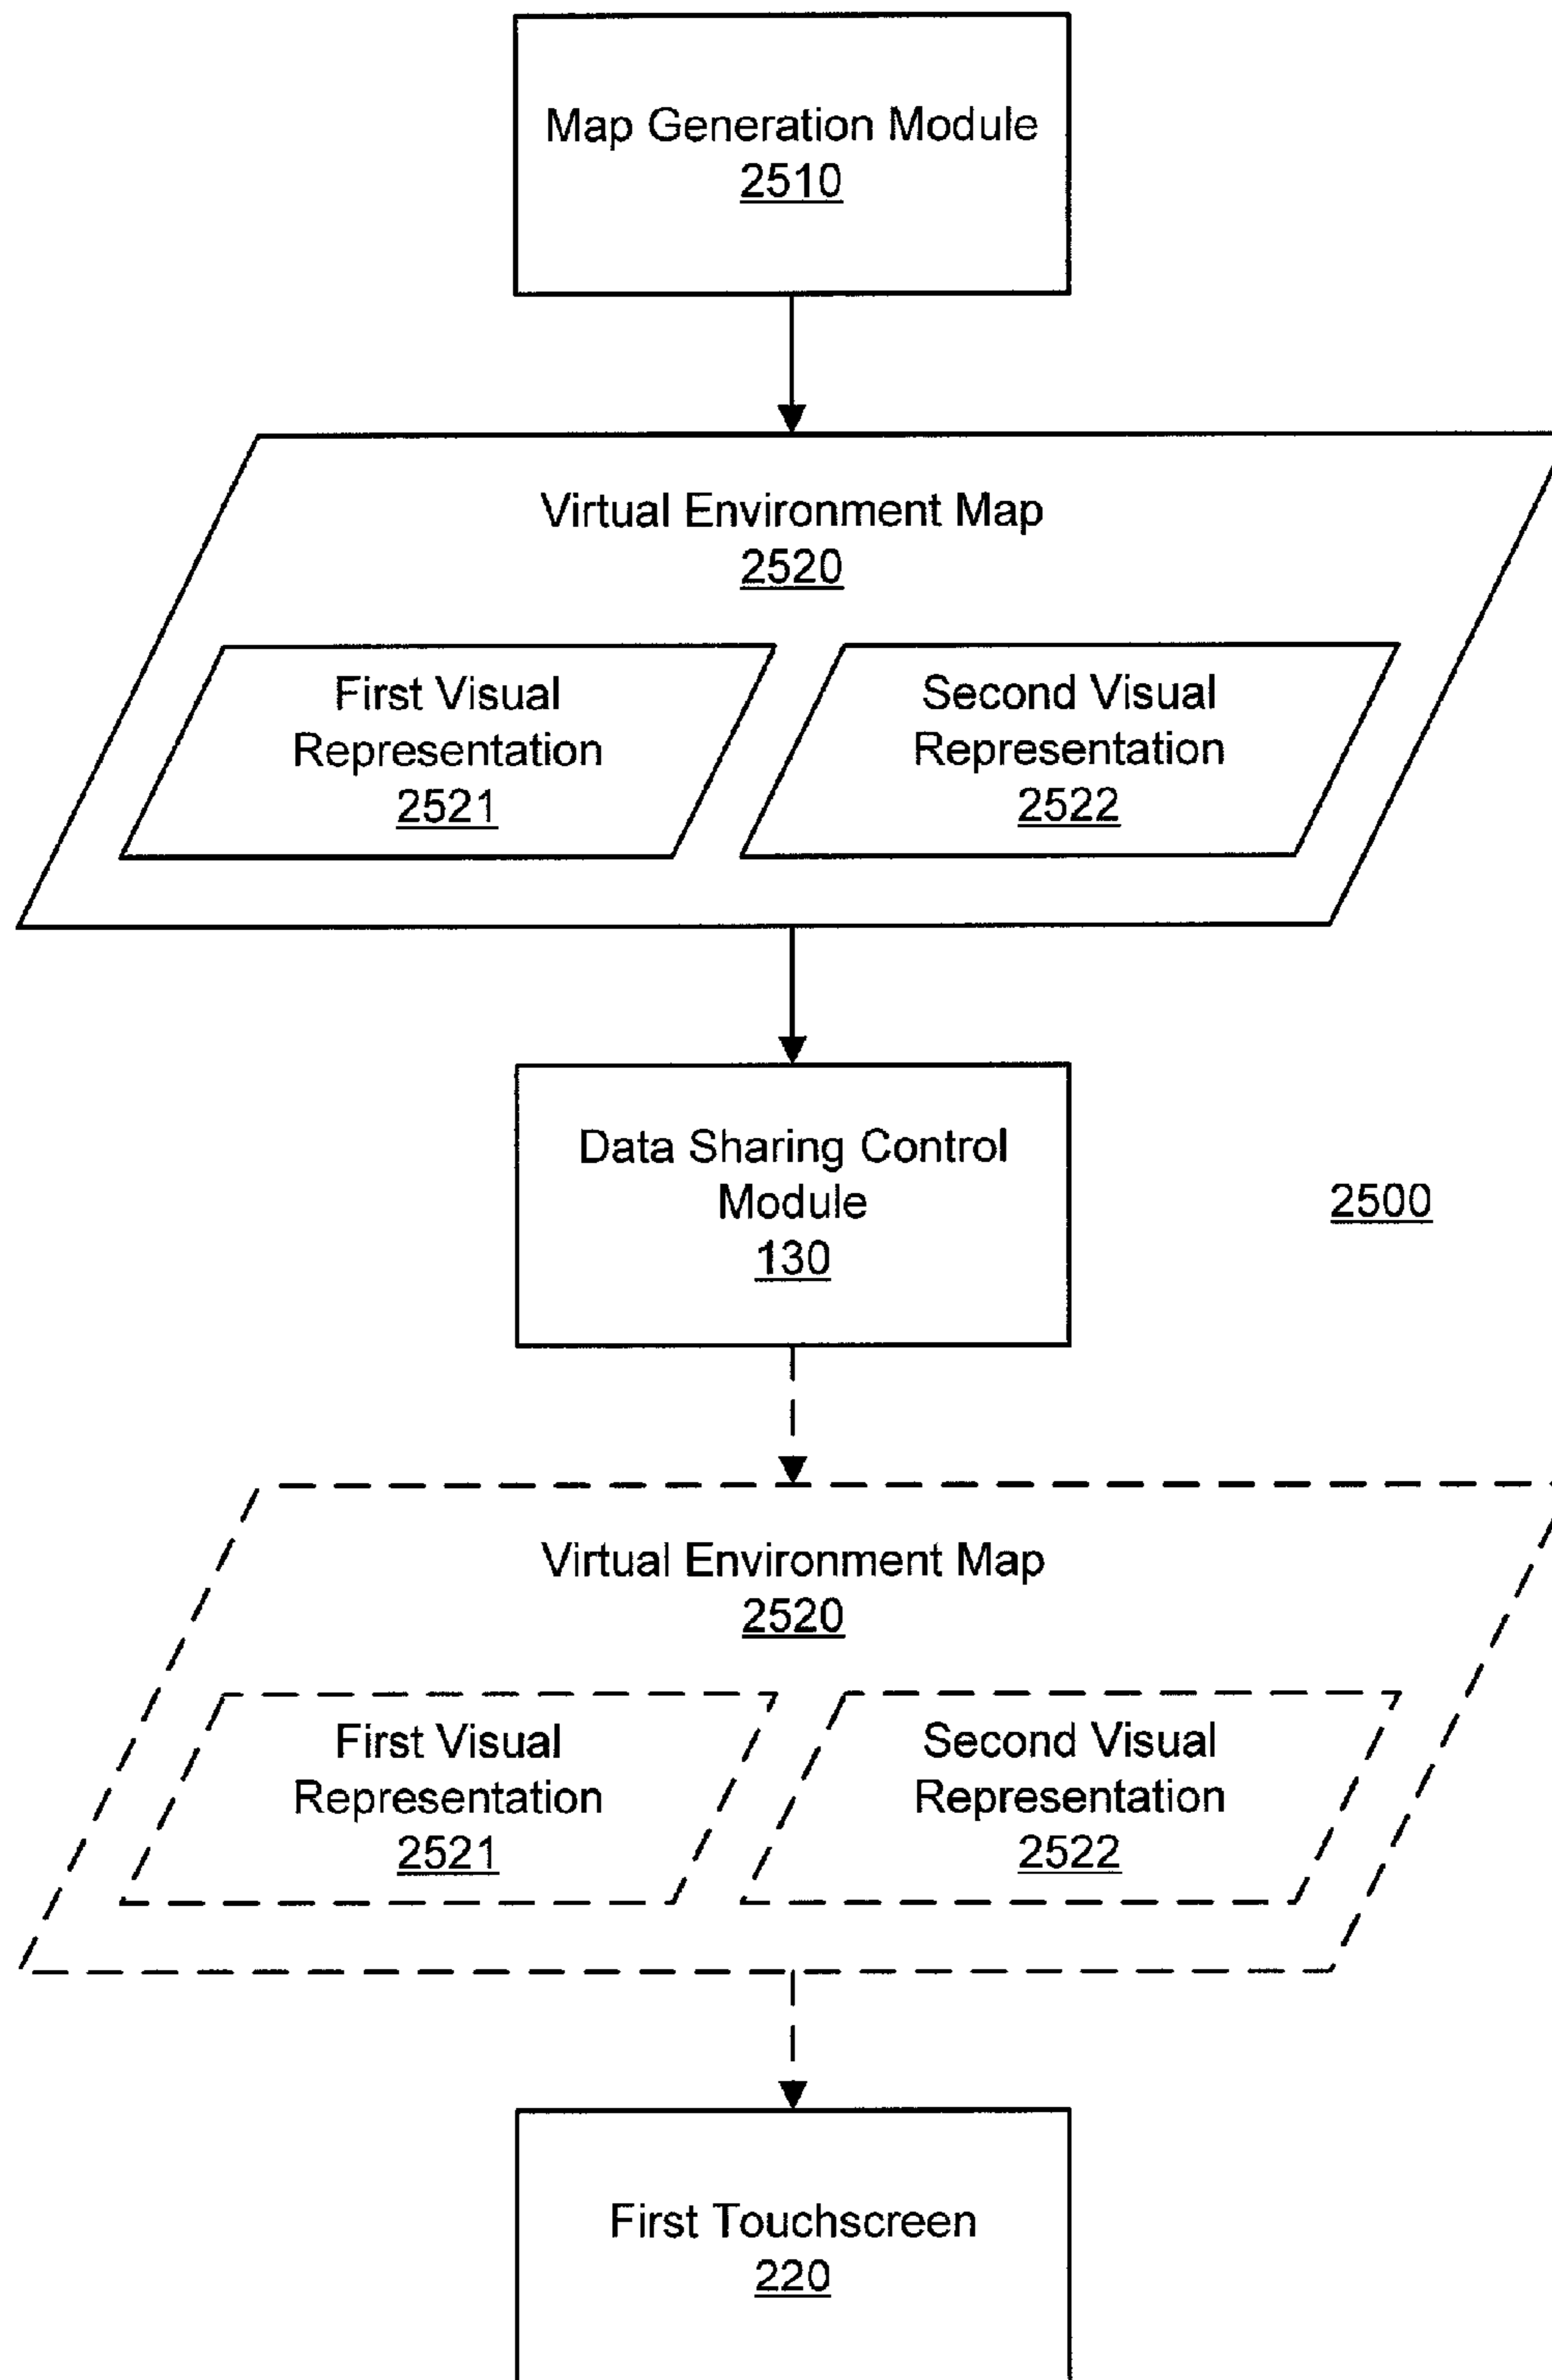 Map Generation Module
2510
Virtual Environment Map
2520
First Visual
Representation
2521
Second Visual
Representation
2522
Data Sharing Control
Module
130
2500
Virtual Environment Map
2520
First Visual
Representation
2521
Second Visual
Representation
2522
First Touchscreen
220